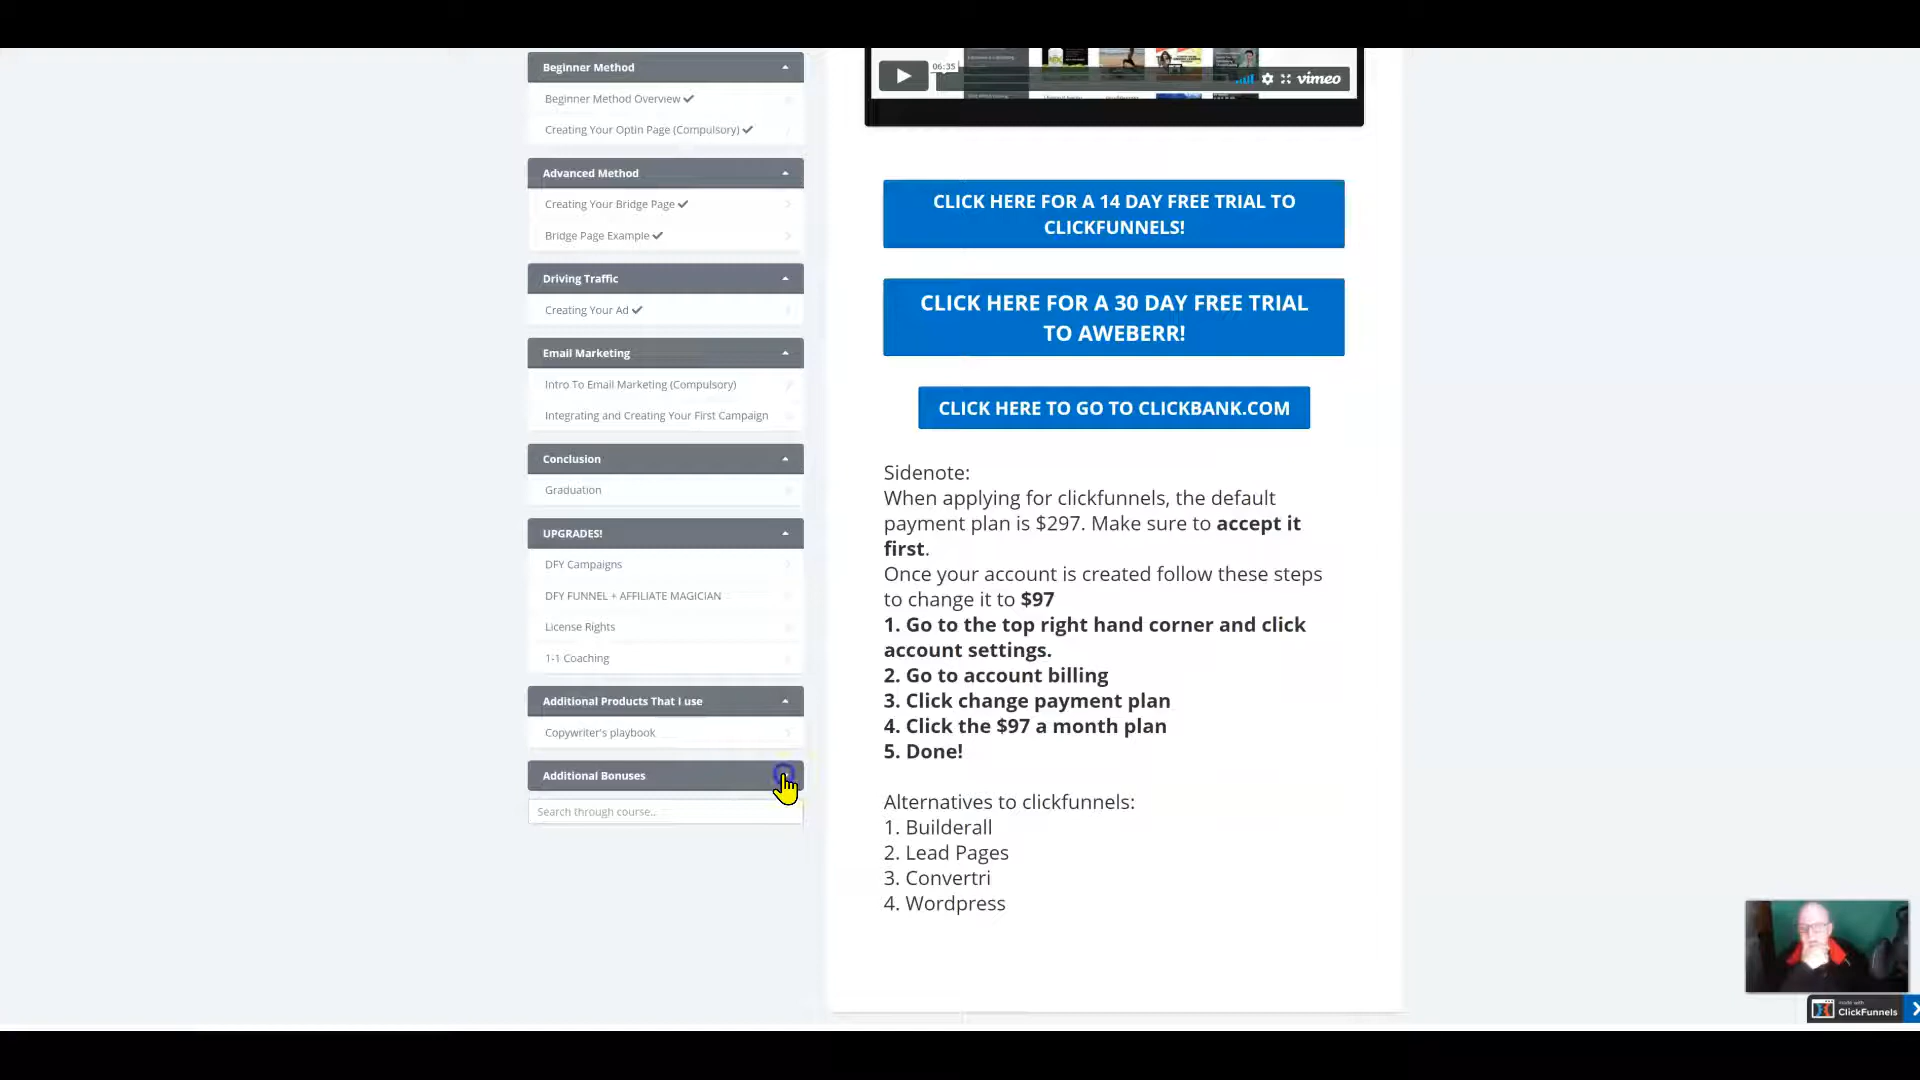 Beginner Method
Beginner Method Overview
Creating Your Optin Page (Compulsory)
Advanced Method
Creating Your Bridge Page
Bridge Page Example
Driving Traffic
Creating Your Ad
Email Marketing
Intro To Email Marketing (Compulsory)
Integrating and Creating Your First Campaign
Conclusion
Graduation
UPGRADES!
DFY Campaigns
DFY FUNNEL + AFFILIATE MAGICIAN
License Rights
1-1 Coaching
Additional Products That I use
Copywriter's playbook
Additional Bonuses
Search through course...
06:35
vimeo
CLICK HERE FOR A 14 DAY FREE TRIAL TO
CLICKFUNNELS!
CLICK HERE FOR A 30 DAY FREE TRIAL
TO AWEBERR!
CLICK HERE TO GO TO CLICKBANK.COM
Sidenote:
When applying for clickfunnels, the default
payment plan is $297. Make sure to accept it
first.
Once your account is created follow these steps
to change it to $97
1. Go to the top right hand corner and click
account settings.
2. Go to account billing
3. Click change payment plan
4. Click the $97 a month plan
5. Done!
Alternatives to clickfunnels:
1. Builderall
2. Lead Pages
3. Convertri
4. Wordpress
made with
ClickFunnels